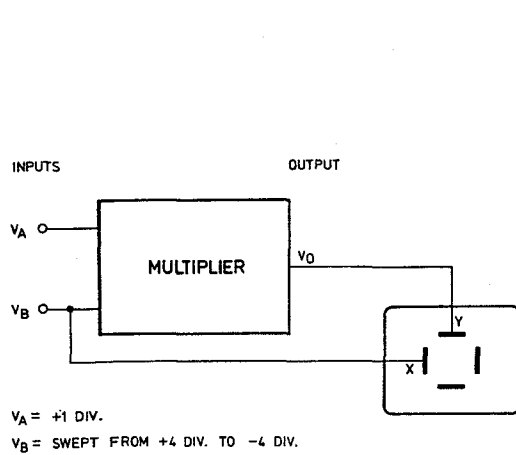 INPUTS
OUTPUT
VA
MULTIPLIER
VO
VB
Y
X
VA = +1 DIV.
VB = SWEPT FROM +4 DIV. TO -4 DIV.